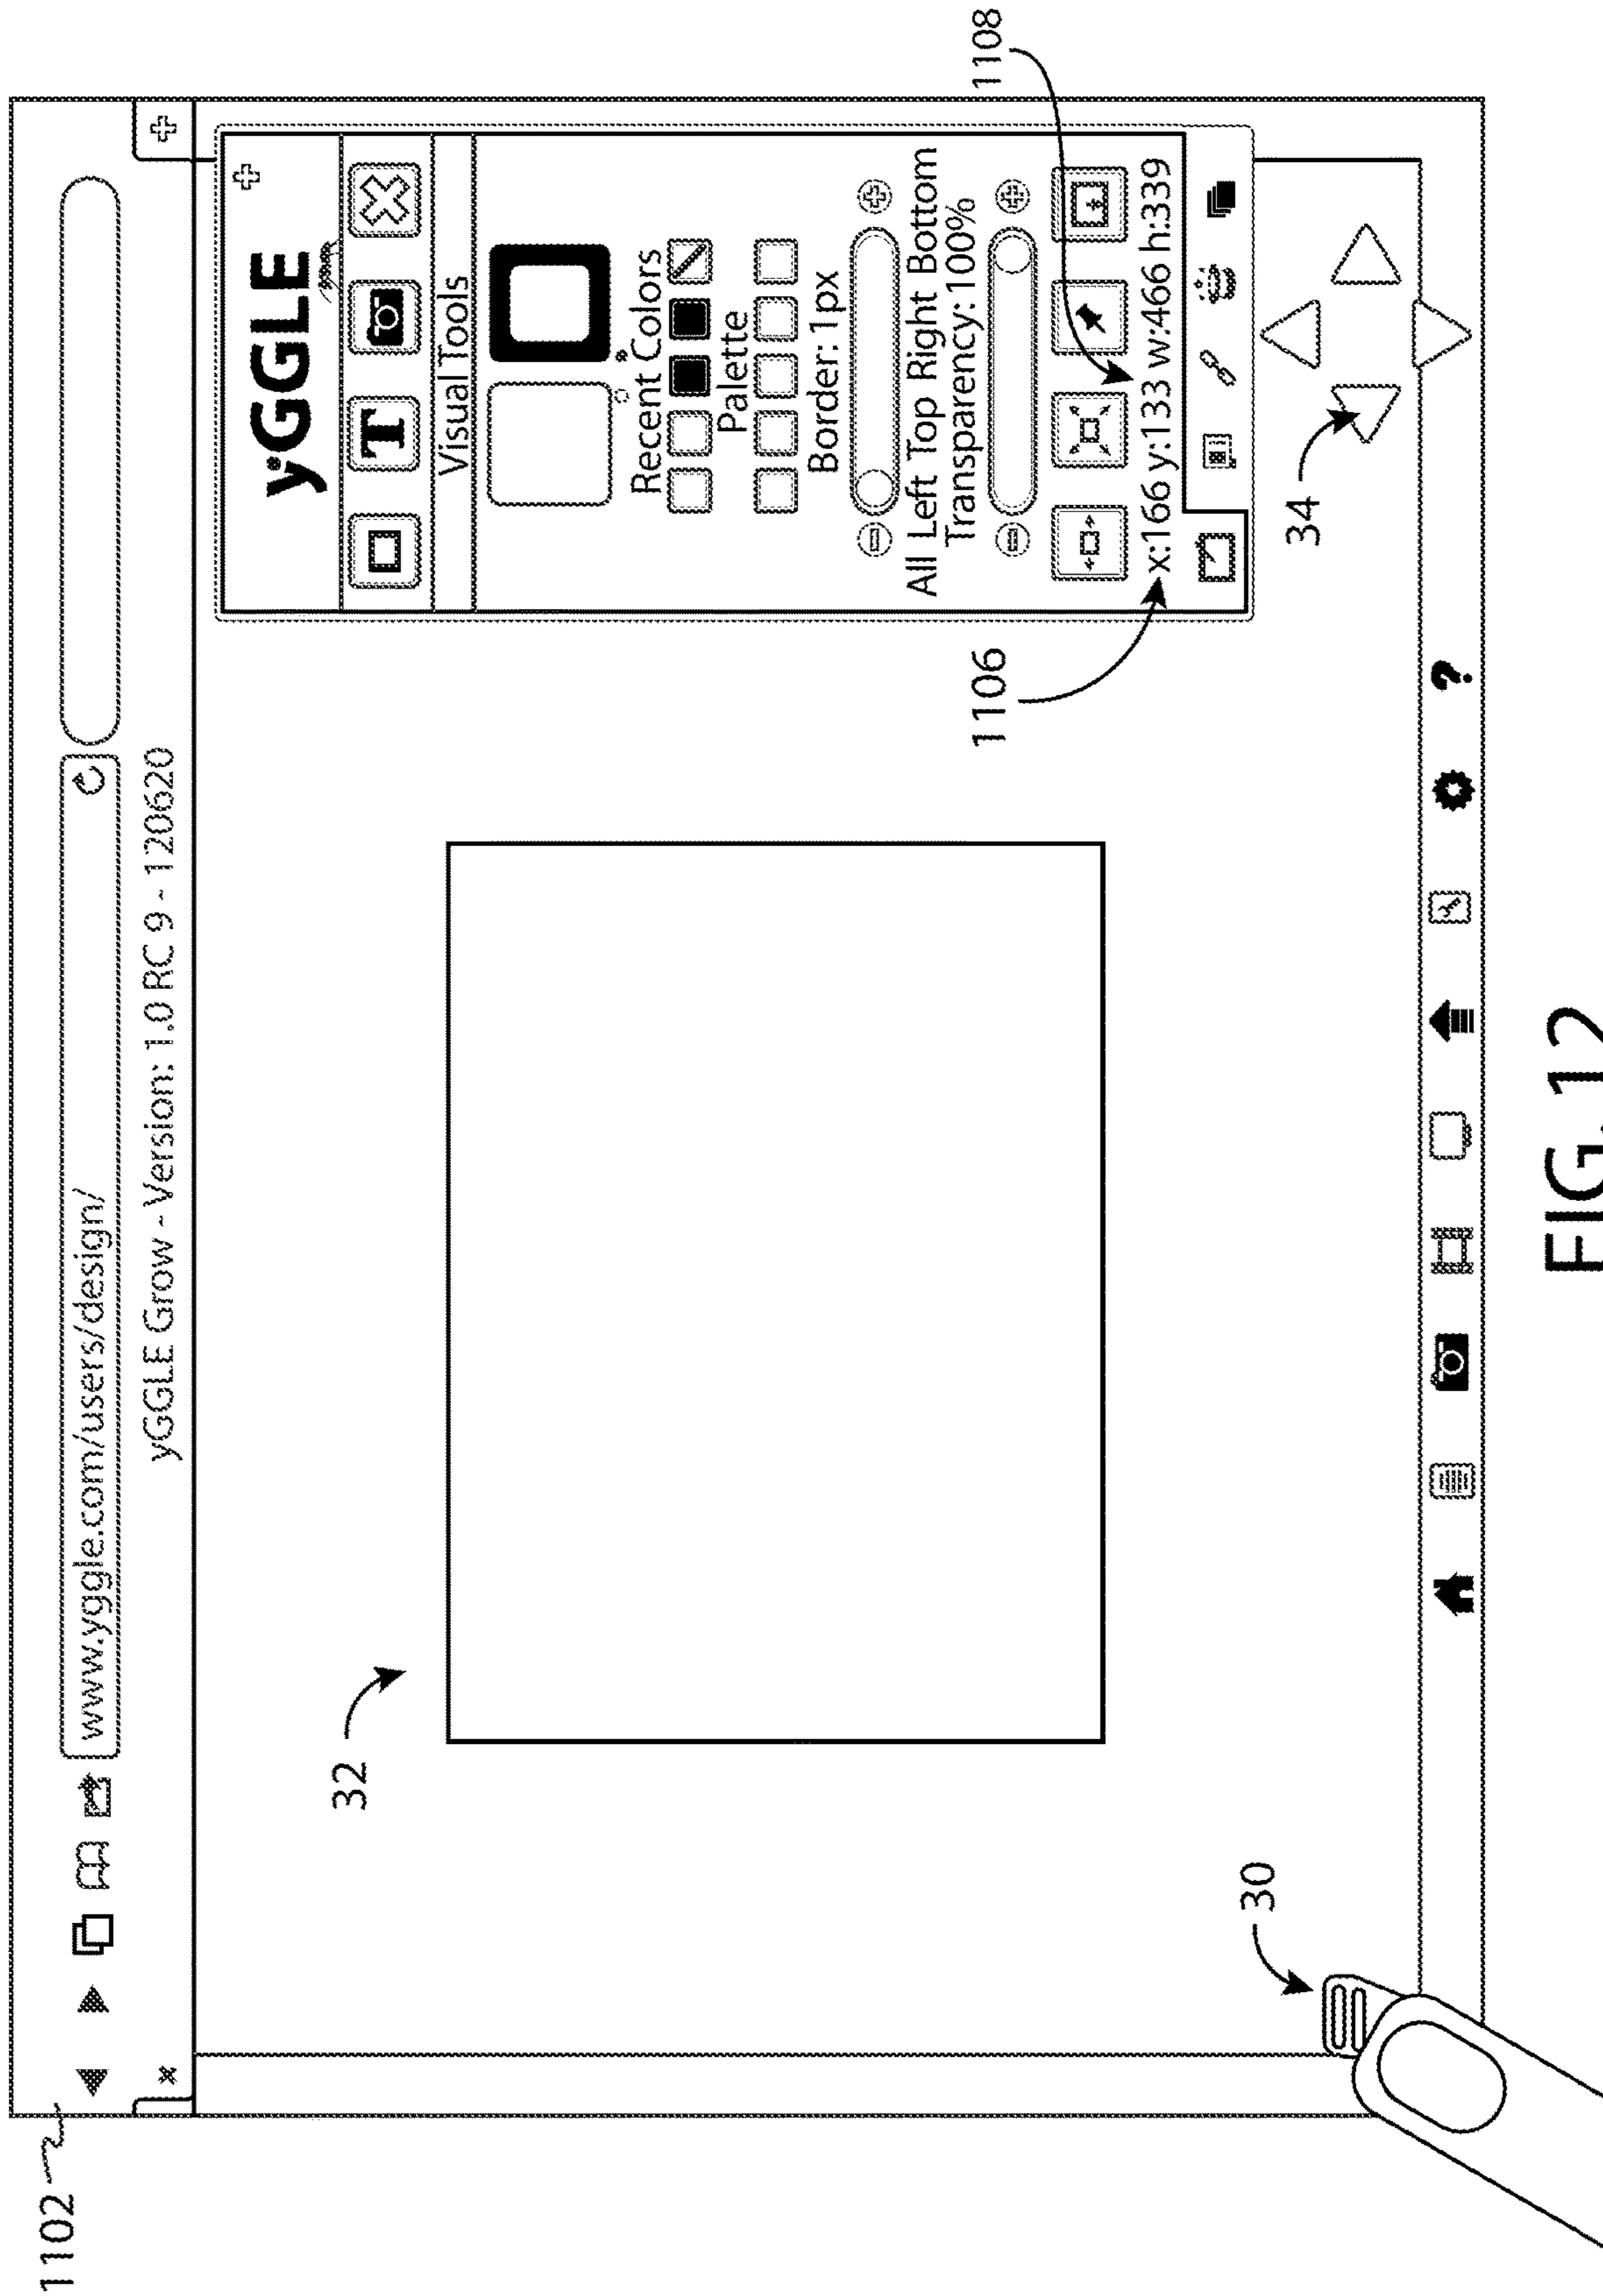 1102
www.yggle.com/users/design/
yGGLE Grow - Version: 1.0 RC 9 - 120620
yGGLE
T
Visual Tools
Recent Colors
Palette
Border: 1px
All Left Top Right Bottom
Transparency: 100%
x:166 y:133 w:466 h:339
32
1106
1108
30
34
?
FIG. 12